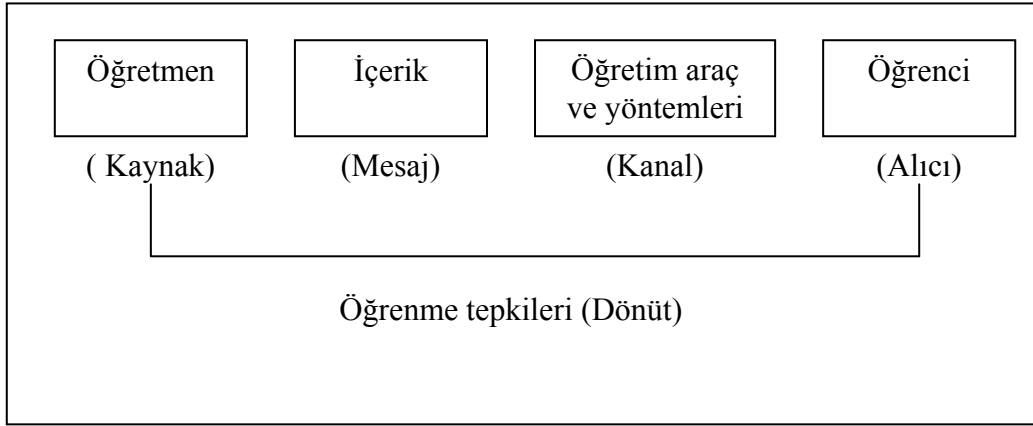 Öğretmen
İçerik
Öğretim araç
ve yöntemleri
Öğrenci
( Kaynak)
(Mesaj)
(Kanal)
(Alıcı)
Öğrenme tepkileri (Dönüt)